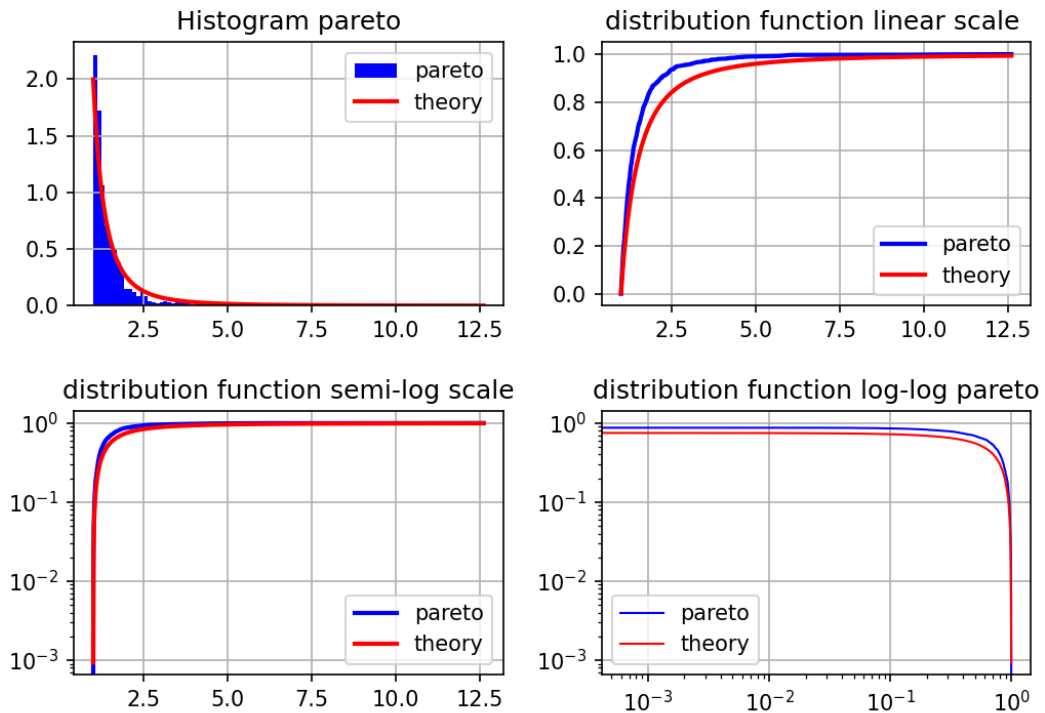 Histogram pareto
2.0
1.5
1.0
0.5
0.0
2.5 5.0 7.5 10.0 12.5
pareto
theory
distribution function linear scale
1.0
0.8
0.6
0.4
0.2
0.0
2.5 5.0 7.5 10.0 12.5
pareto
theory
distribution function semi-log scale
10⁰
10⁻¹
10⁻²
10⁻³
2.5 5.0 7.5 10.0 12.5
pareto
theory
distribution function log-log pareto
10⁰
10⁻¹
10⁻²
10⁻³
10⁻³ 10⁻² 10⁻¹ 10⁰
pareto
theory